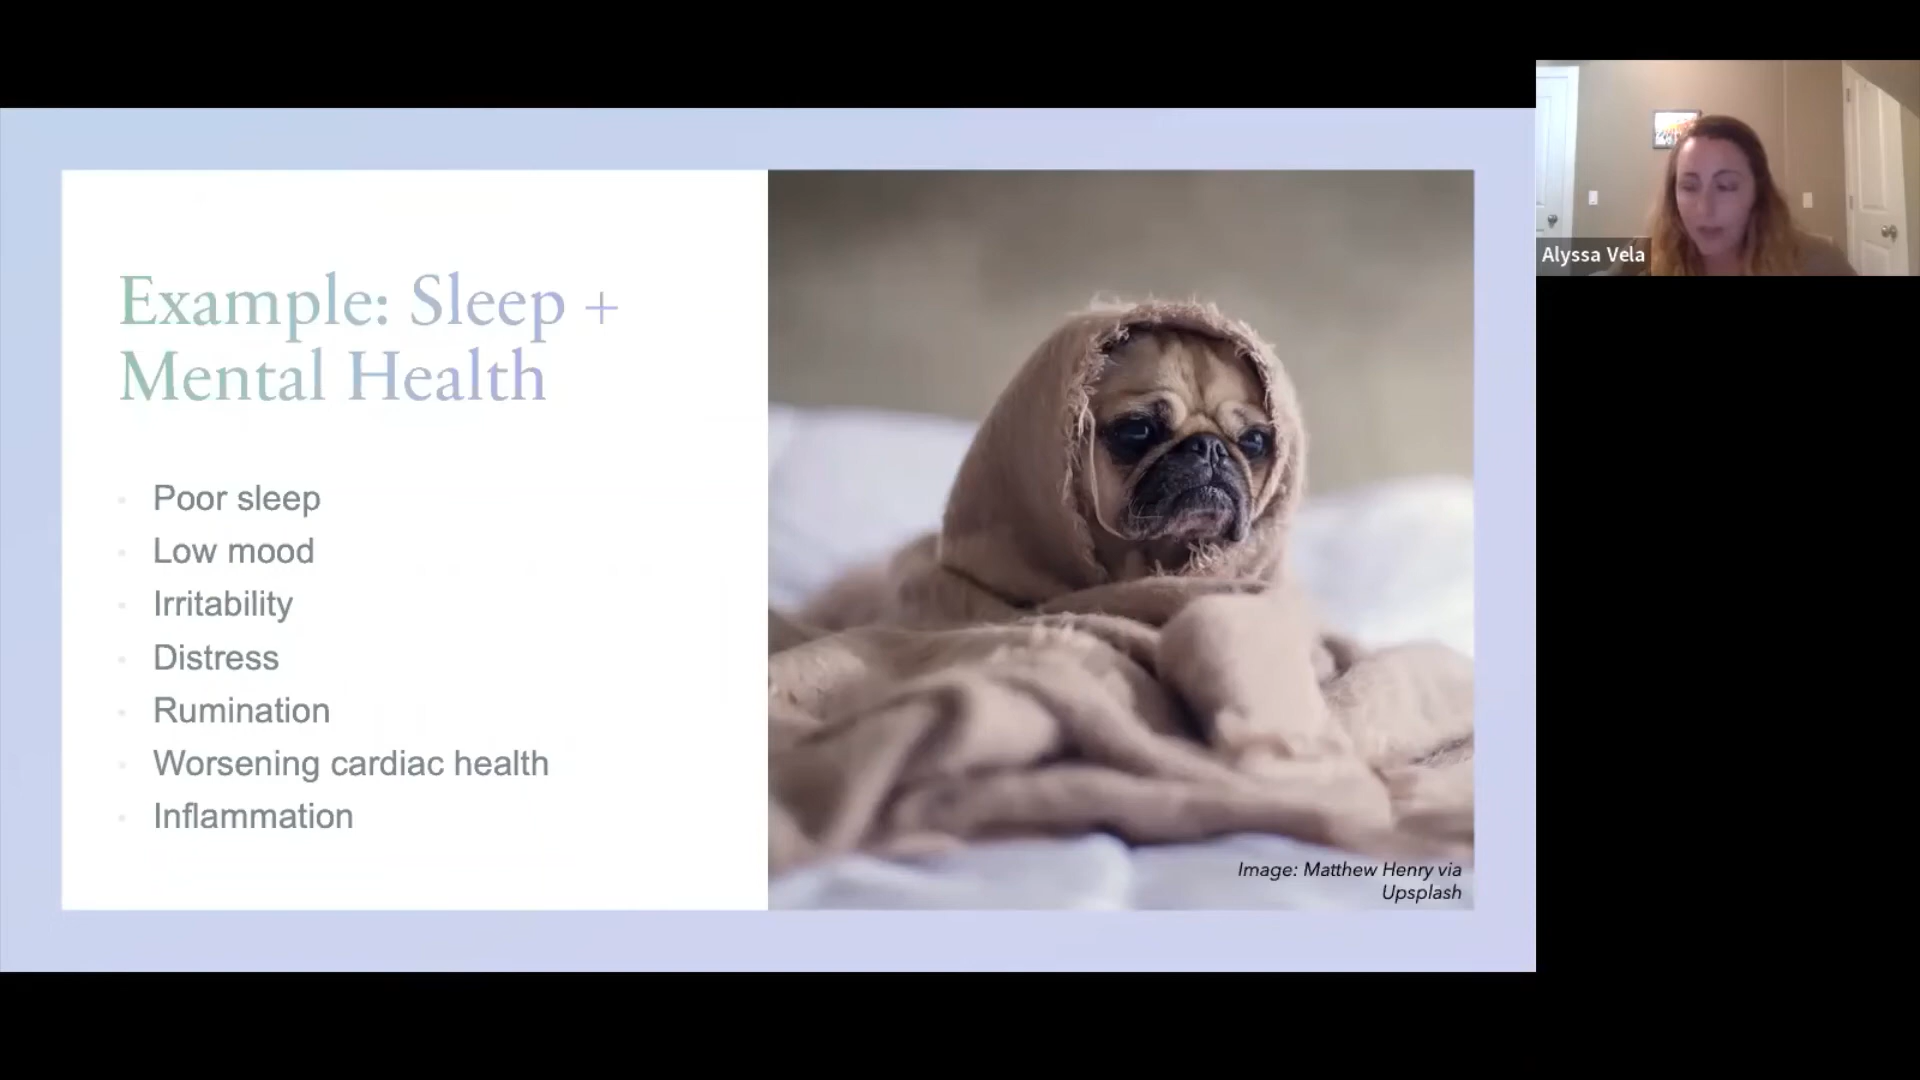 Example: Sleep +
Mental Health
Poor sleep
Low mood
Irritability
Distress
Rumination
Worsening cardiac health
Inflammation
Image: Matthew Henry via
Upsplash
Alyssa Vela